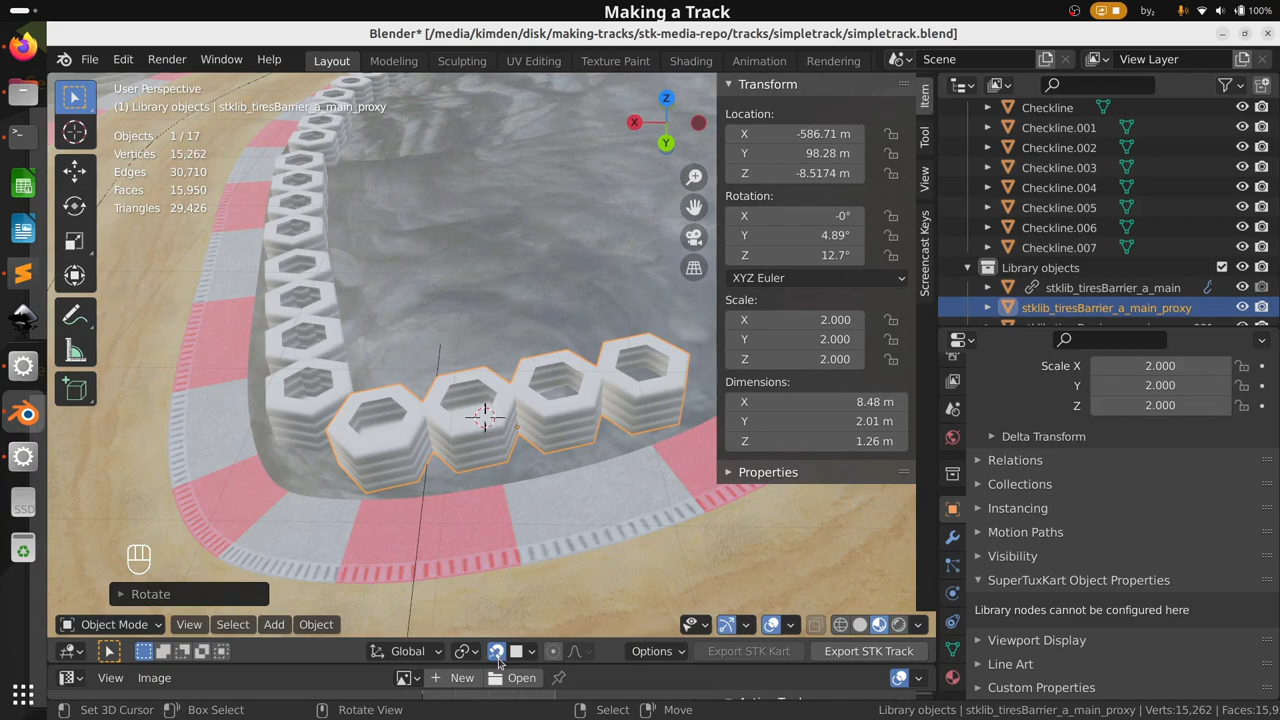 Making a Track
by₂
100%
Blender* [/media/kimden/disk/making-tracks/stk-media-repo/tracks/simpletrack/simpletrack.blend]
File Edit Render Window Help Layout Modeling Sculpting UV Editing Texture Paint Shading Animation Rendering Scene View Layer
User Perspective
(1) Library objects | stklib_tiresBarrier_a_main_proxy
Objects 1 / 17
Vertices 15,262
Edges 30,710
Faces 15,950
Triangles 29,426
Z
X
Y
Transform
Location:
X -586.71 m
Y 98.28 m
Z -8.5174 m
Rotation:
X -0°
Y 4.89°
Z 12.7°
XYZ Euler
Scale:
X 2.000
Y 2.000
Z 2.000
Dimensions:
X 8.48 m
Y 2.01 m
Z 1.26 m
Properties
Item
Tool
View
Screencast Keys
Checkline
Checkline.001
Checkline.002
Checkline.003
Checkline.004
Checkline.005
Checkline.006
Checkline.007
Library objects
stklib_tiresBarrier_a_main
stklib_tiresBarrier_a_main_proxy
Scale X 2.000
Y 2.000
Z 2.000
Delta Transform
Relations
Collections
Instancing
Motion Paths
Visibility
SuperTuxKart Object Properties
Library nodes cannot be configured here
Viewport Display
Line Art
Custom Properties
SSD
Rotate
Object Mode View Select Add Object
Global Options Export STK Kart Export STK Track
View Image New Open
Set 3D Cursor Box Select Rotate View Select Move Library objects | stklib_tiresBarrier_a_main_proxy | Verts:15,262 | Faces:15,9